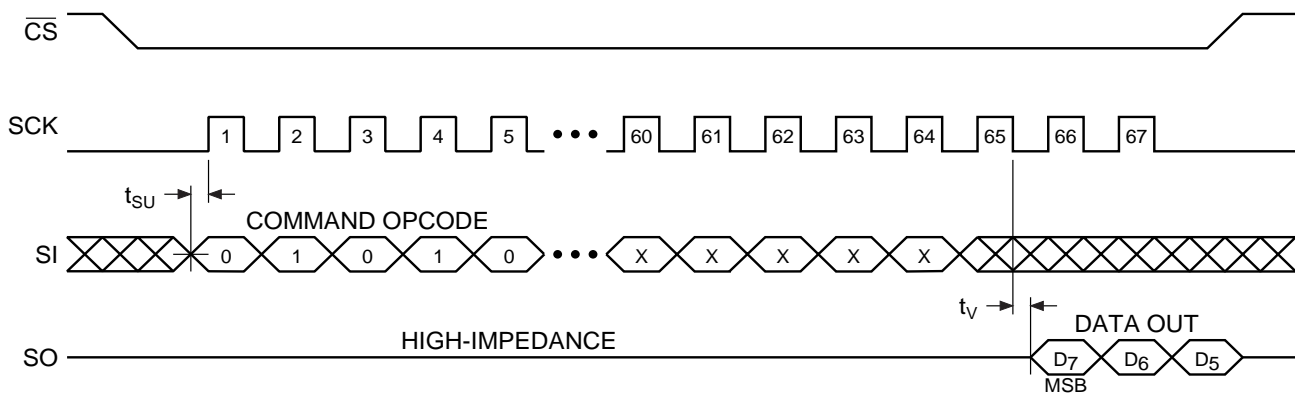 CS
SCK
1 2 3 4 5 60 61 62 63 64 65 66 67
tSU
COMMAND OPCODE
SI
0 1 0 1 0 X X X X X
tV
DATA OUT
HIGH-IMPEDANCE
SO
D7 D6 D5
MSB